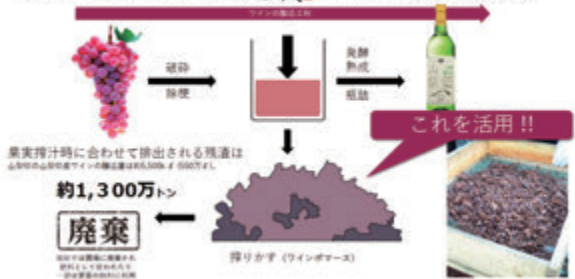 ワインの醸造工程
破砕
除梗
発酵
熟成
瓶詰
これを活用!!
果実搾汁時に合わせて排出される残渣は
約1,300万トン
廃棄
搾りかす(ワインポマース)